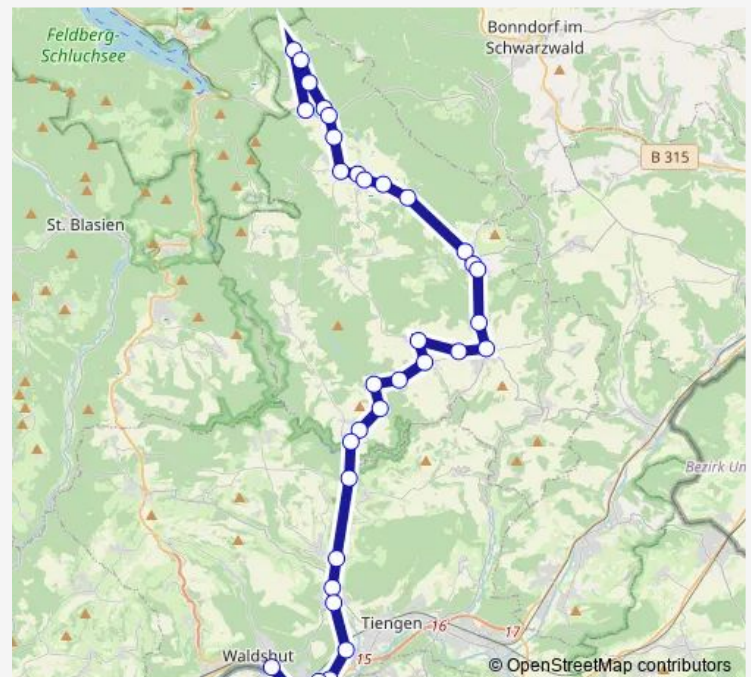 Feldberg-
Schluchsee
Bonndorf im
Schwarzwald
B 315
St. Blasien
Bezirk Un
Tiengen
16
17
Waldshut
15
© OpenStreetMap contributors